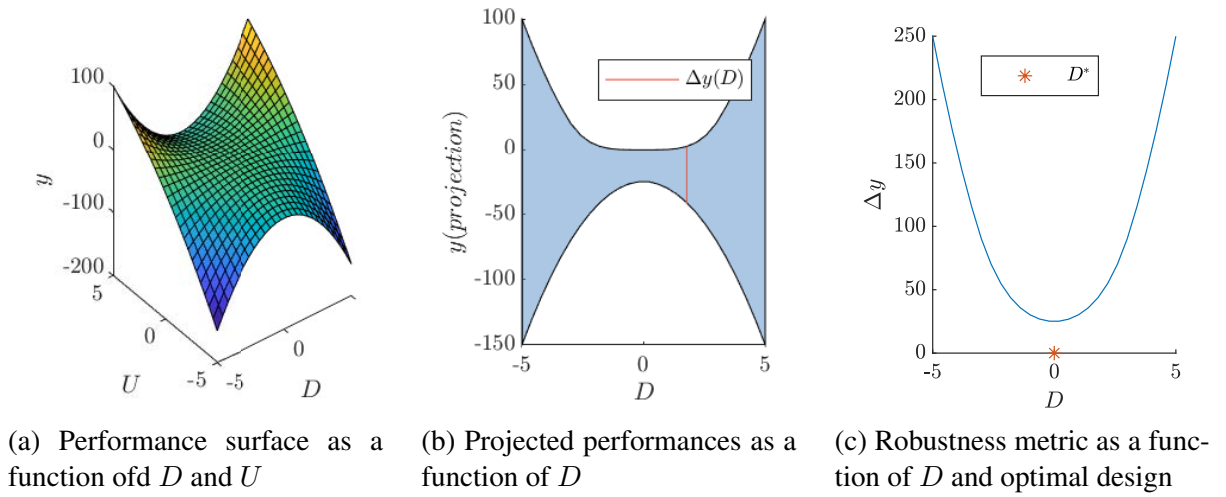 100
0
-100
-200
y
5
0
-5
U
-5
0
D
100
50
0
-50
-100
-150
y(projection)
Δy(D)
-5
0
5
D
250
200
150
100
50
0
Δy
D*
-5
0
5
D
(a) Performance surface as a
function ofd D and U
(b) Projected performances as a
function of D
(c) Robustness metric as a func-
tion of D and optimal design